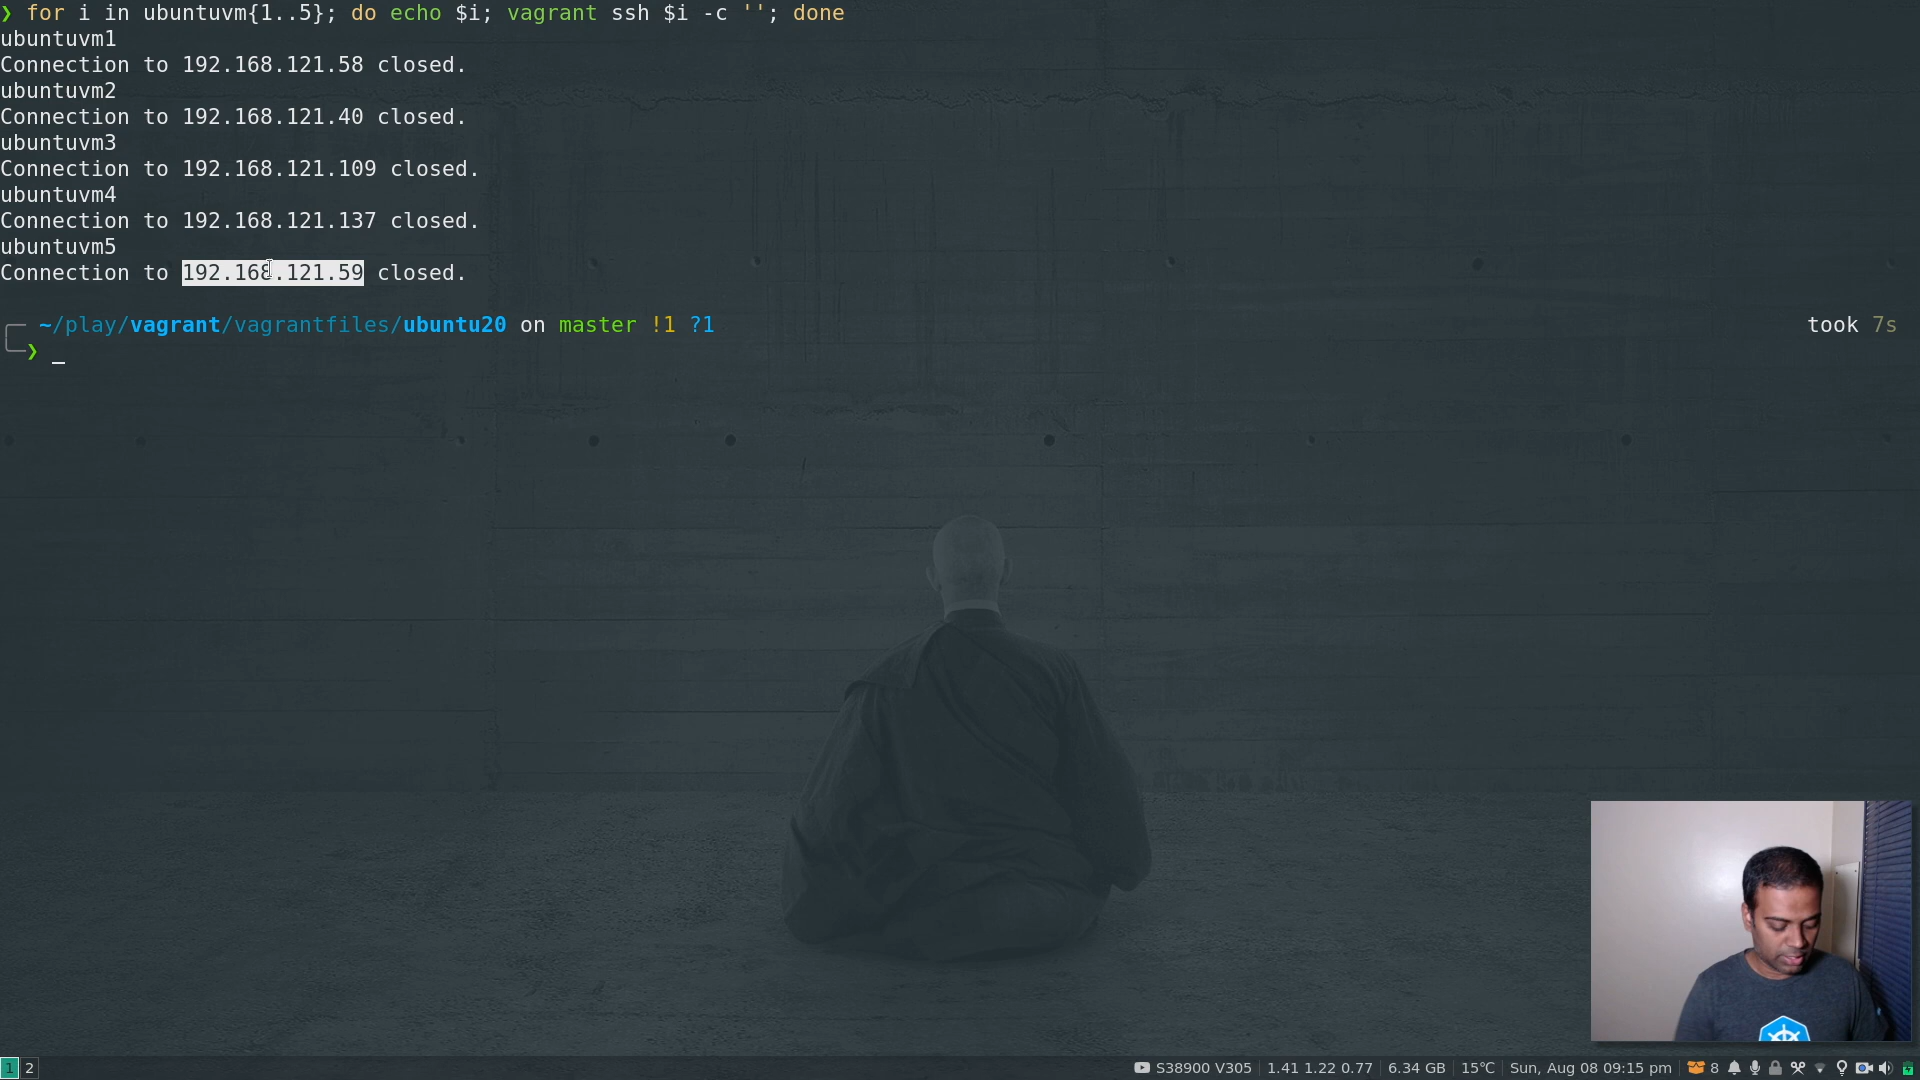 ❯ for i in ubuntuvm{1..5}; do echo $i; vagrant ssh $i -c ''; done
ubuntuvm1
Connection to 192.168.121.58 closed.
ubuntuvm2
Connection to 192.168.121.40 closed.
ubuntuvm3
Connection to 192.168.121.109 closed.
ubuntuvm4
Connection to 192.168.121.137 closed.
ubuntuvm5
Connection to 192.168.121.59 closed.
~/play/vagrant/vagrantfiles/ubuntu20 on master !1 ?1 took 7s
❯ _
1 2 S38900 V305 1.41 1.22 0.77 6.34 GB 15℃ Sun, Aug 08 09:15 pm 8